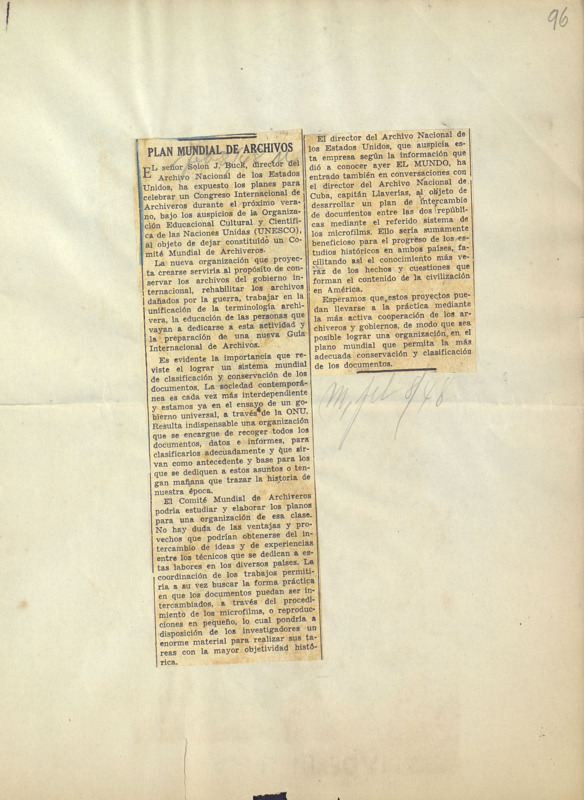 96
PLAN MUNDIAL DE ARCHIVOS
EL señor Solon J. Buck, director del
Archivo Nacional de los Estados
Unidos, ha expuesto los planes para
celebrar un Congreso Internacional de
Archiveros durante el próximo vera-
no, bajo los auspicios de la Organiza-
ción Educacional Cultural y Científi-
ca de las Naciones Unidas (UNESCO),
al objeto de dejar constituido un Co-
mité Mundial de Archiveros.
La nueva organización que proyec-
ta crearse serviría al propósito de con-
servar los archivos del gobierno in-
ternacional, rehabilitar los archivos
dañados por la guerra, trabajar en la
unificación de la terminología archi-
vera, la educación de las personas que
vayan a dedicarse a esta actividad y
la preparación de una nueva Guía
Internacional de Archivos.
Es evidente la importancia que re-
viste el lograr un sistema mundial
de clasificación y conservación de los
documentos. La sociedad contemporá-
nea es cada vez más interdependiente
y estamos ya en el ensayo de un go-
bierno universal, a través de la ONU.
Resulta indispensable una organización
que se encargue de recoger todos los
documentos, datos e informes, para
clasificarlos adecuadamente y que sir-
van como antecedente y base para los
que se dediquen a estos asuntos o ten-
gan mañana que trazar la historia de
nuestra época.
El Comité Mundial de Archiveros
podría estudiar y elaborar los planos
para una organización de esa clase.
No hay duda de las ventajas y pro-
vechos que podrían obtenerse del in-
tercambio de ideas y de experiencias
entre los técnicos que se dedican a es-
tas labores en los diversos países. La
coordinación de los trabajos permiti-
ría a su vez buscar la forma práctica
en que los documentos puedan ser in-
tercambiados, a través del procedi-
miento de los microfilms, o reproduc-
ciones en pequeño, lo cual pondría a
disposición de los investigadores un
enorme material para realizar sus ta-
reas con la mayor objetividad histó-
rica.
El director del Archivo Nacional de
los Estados Unidos, que auspicia es-
ta empresa según la información que
dió a conocer ayer EL MUNDO, ha
entrado también en conversaciones con
el director del Archivo Nacional de
Cuba, capitán Llaverías, al objeto de
desarrollar un plan de intercambio
de documentos entre las dos repúbli-
cas mediante el referido sistema de
los microfilms. Ello sería sumamente
beneficioso para el progreso de los es-
tudios históricos en ambos países, fa-
cilitando así el conocimiento más ve-
raz de los hechos y cuestiones que
forman el contenido de la civilización
en América.
Esperamos que estos proyectos pue-
dan llevarse a la práctica mediante
la más activa cooperación de los ar-
chiveros y gobiernos, de modo que sea
posible lograr una organización en el
plano mundial que permita la más
adecuada conservación y clasificación
de los documentos.